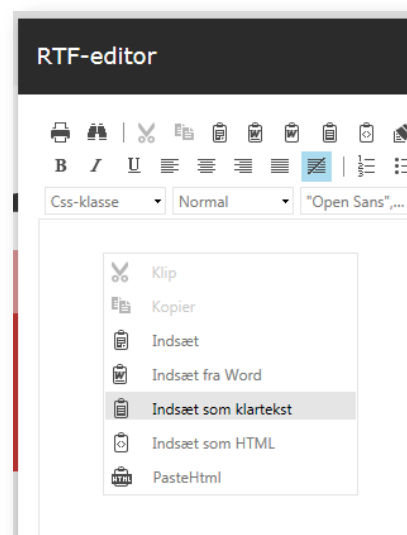 RTF-editor
B I U
Css-klasse Normal "Open Sans",...
Klip
Kopier
Indsæt
Indsæt fra Word
Indsæt som klartekst
Indsæt som HTML
PasteHtml